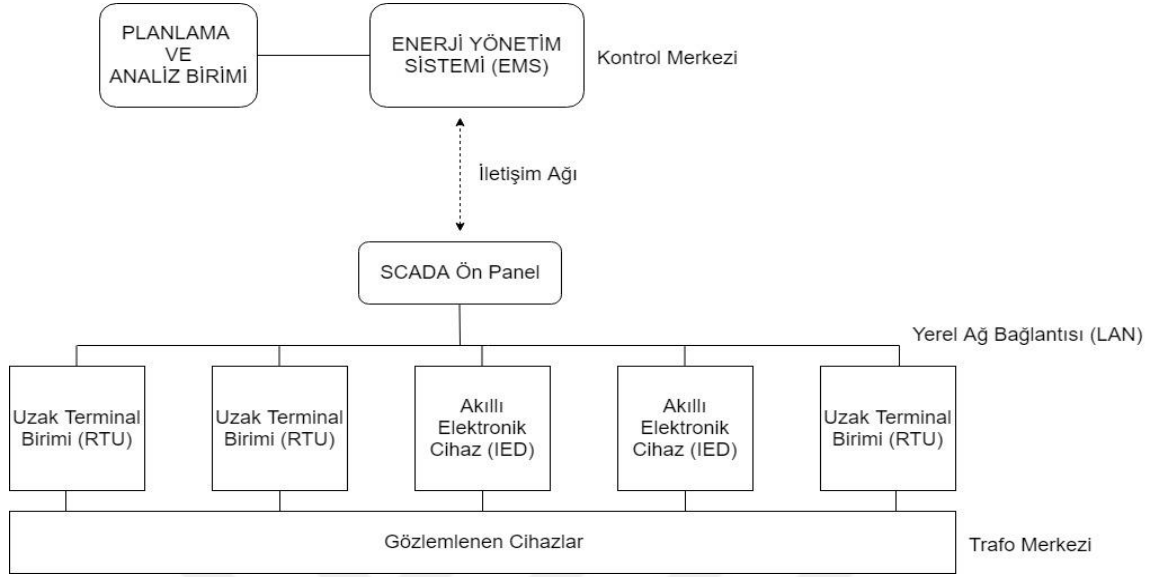 PLANLAMA
VE
ANALİZ BİRİMİ
ENERJİ YÖNETİM
SİSTEMİ (EMS)
Kontrol Merkezi
İletişim Ağı
SCADA Ön Panel
Yerel Ağ Bağlantısı (LAN)
Uzak Terminal
Birimi (RTU)
Uzak Terminal
Birimi (RTU)
Akıllı
Elektronik
Cihaz (IED)
Akıllı
Elektronik
Cihaz (IED)
Uzak Terminal
Birimi (RTU)
Gözlemlenen Cihazlar
Trafo Merkezi